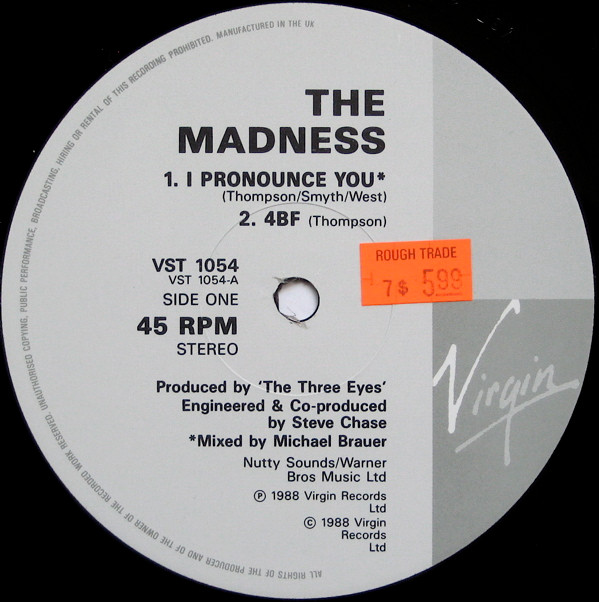 ALL RIGHTS OF THE PRODUCER AND OF THE OWNER OF THE RECORDED WORK RESERVED. UNAUTHORISED COPYING, PUBLIC PERFORMANCE, BROADCASTING, HIRING OR RENTAL OF THIS RECORDING PROHIBITED. MANUFACTURED IN THE UK
THE
MADNESS
1. I PRONOUNCE YOU*
(Thompson/Smyth/West)
2. 4BF (Thompson)
VST 1054
VST 1054-A
SIDE ONE
45 RPM
STEREO
ROUGH TRADE
7$ 5.99
Virgin
Produced by ‘The Three Eyes’
Engineered & Co-produced
by Steve Chase
*Mixed by Michael Brauer
Nutty Sounds/Warner
Bros Music Ltd
℗ 1988 Virgin Records
Ltd
© 1988 Virgin
Records
Ltd